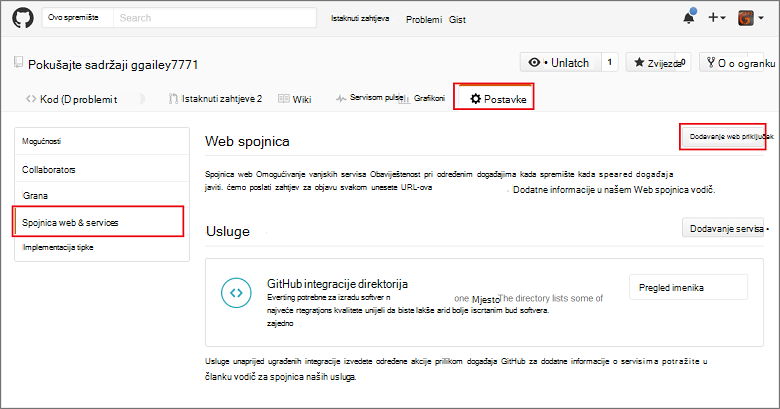 Ovo spremište Search Istaknuti zahtjeva Problemi Gist
Pokušajte sadržaji ggailey7771 • Unlatch 1 Zvijezda 0 O o ogranku
Kod (D problemi t Istaknuti zahtjeve 2 Wiki Servisom pulse Grafikoni Postavke
Mogućnosti
Collaborators
Grana
Spojnica web & services
Implementacija tipke
Web spojnica Dodavanje web priključak
Spojnica web Omogućivanje vanjskih servisa Obaviještenost pri određenim događajima kada spremište kada speared događaja
javiti. ćemo poslati zahtjev za objavu svakom unesete URL-ova . Dodatne informacije u našem Web spojnica vodič.
Usluge Dodavanje servisa
GitHub integracije direktorija Pregled imenika
Everting potrebne za izradu softver n one Mjesto The directory lists some of
najveće rtegratjons kvalitete unijeli da biste lakše arid bolje iscrtanim bud softvera.
zajedno
Usluge unaprijed ugrađenih integracije izvedete određene akcije prilikom događaja GitHub za dodatne informacije o servisima potražite u
članku vodič za spojnica naših usluga.